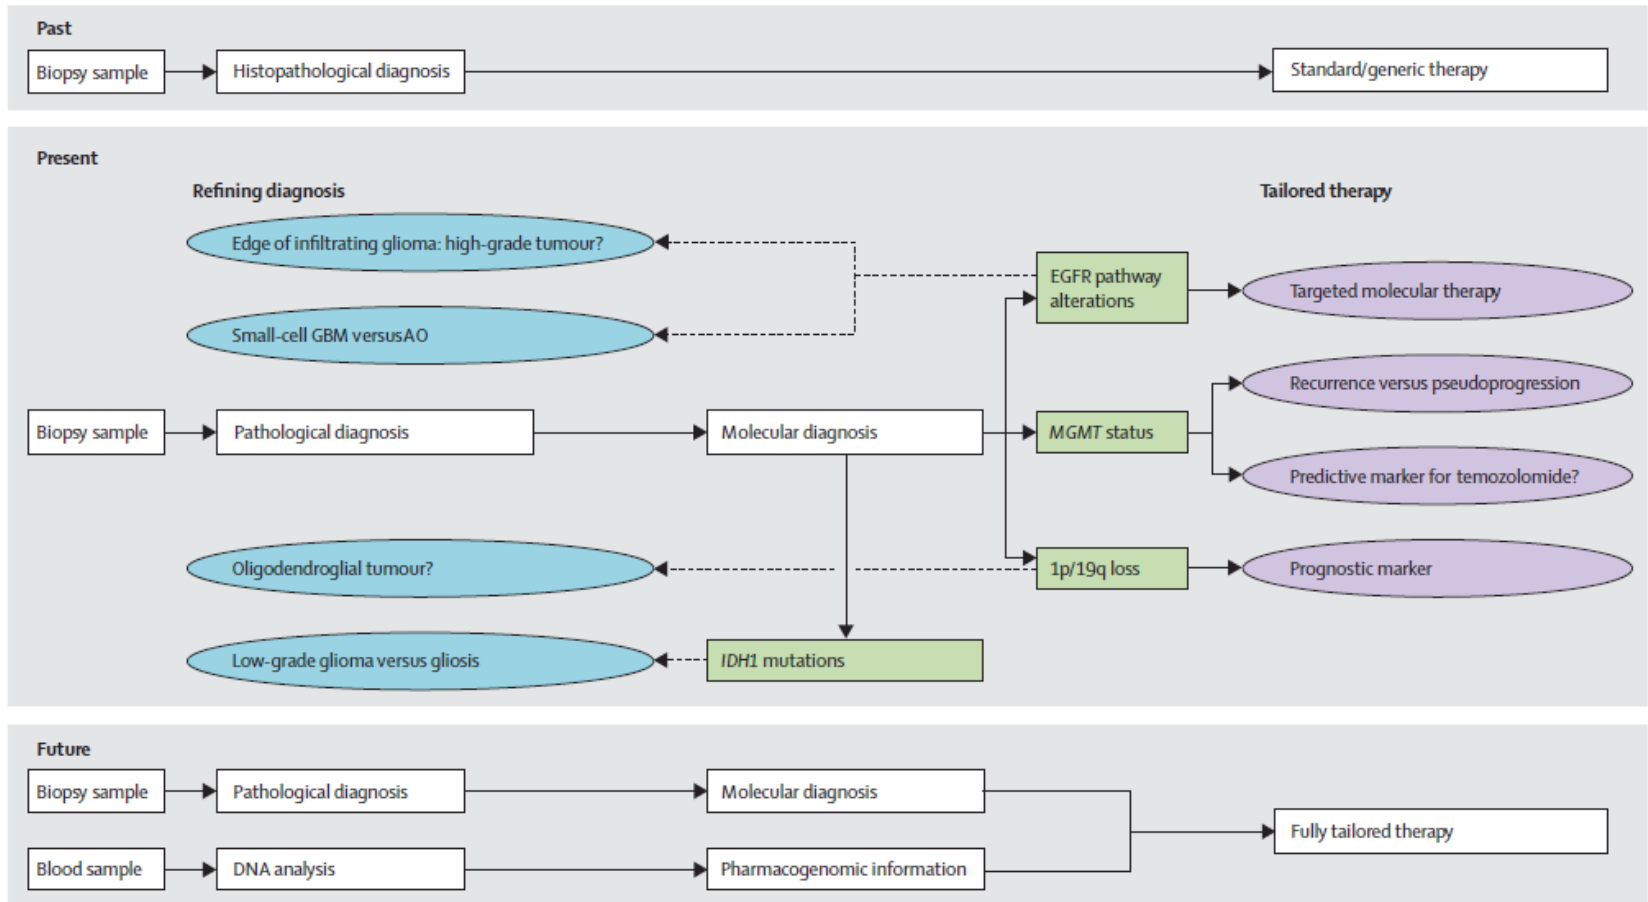 Past
Biopsy sample
Histopathological diagnosis
Standard/generic therapy
Present
Refining diagnosis
Tailored therapy
Edge of infiltrating glioma: high-grade tumour?
EGFR pathway
alterations
Targeted molecular therapy
Small-cell GBM versusAO
Recurrence versus pseudoprogression
Biopsy sample
Pathological diagnosis
Molecular diagnosis
MGMT status
Predictive marker for temozolomide?
Oligodendroglial tumour?
1p/19q loss
Prognostic marker
Low-grade glioma versus gliosis
IDH1 mutations
Future
Biopsy sample
Pathological diagnosis
Molecular diagnosis
Fully tailored therapy
Blood sample
DNA analysis
Pharmacogenomic information